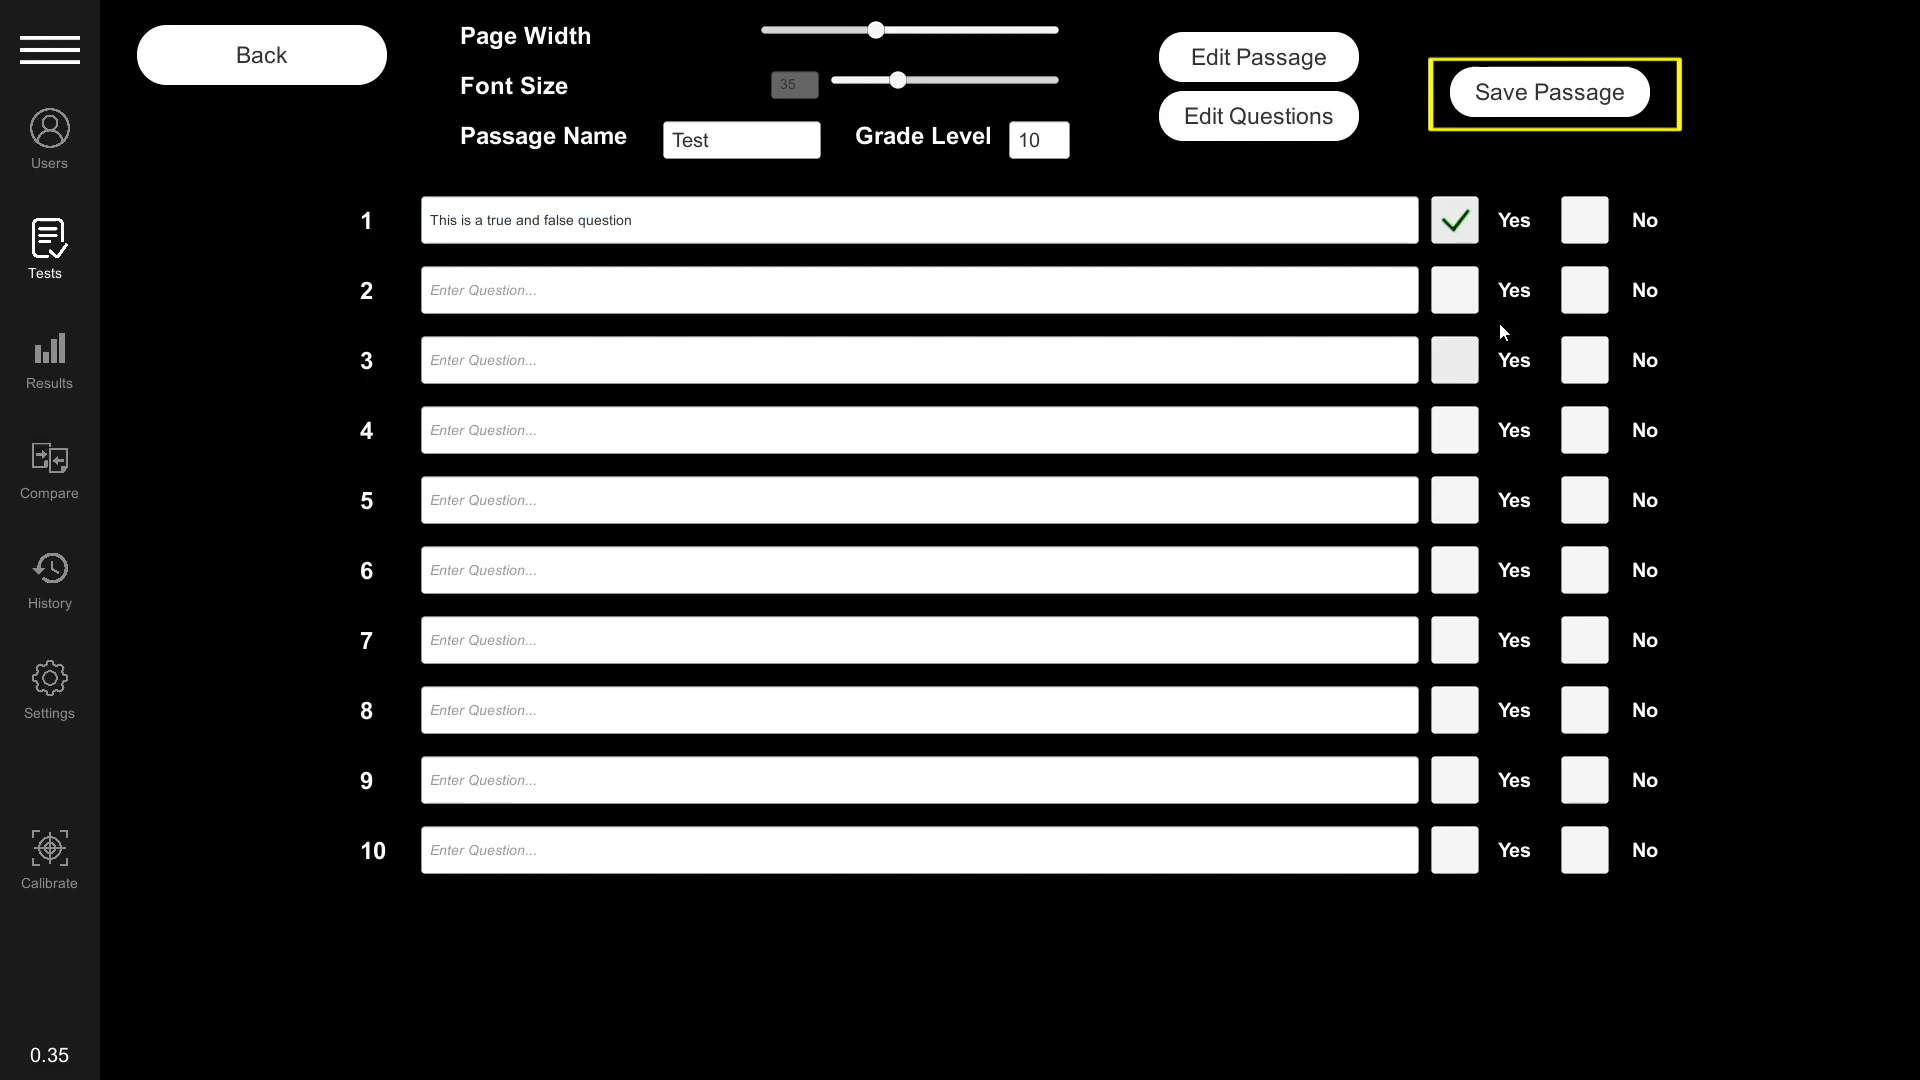 Back
Page Width
Font Size
35
Passage Name
Test
Grade Level
10
Edit Passage
Edit Questions
Save Passage
Users
Tests
Results
Compare
History
Settings
Calibrate
0.35
1 This is a true and false question Yes No
2 Enter Question... Yes No
3 Enter Question... Yes No
4 Enter Question... Yes No
5 Enter Question... Yes No
6 Enter Question... Yes No
7 Enter Question... Yes No
8 Enter Question... Yes No
9 Enter Question... Yes No
10 Enter Question... Yes No